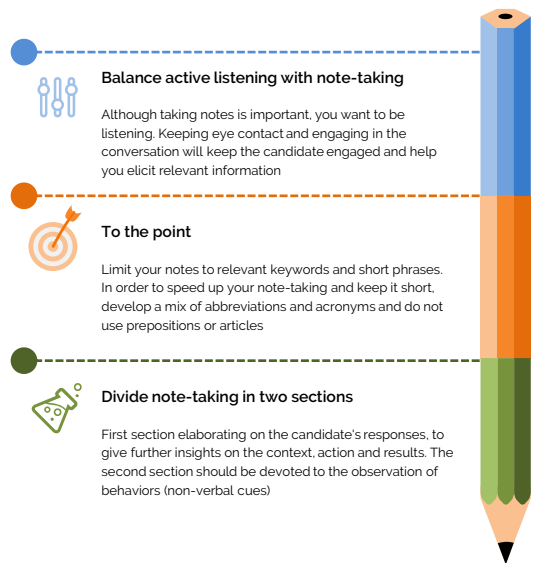 Balance active listening with note-taking
Although taking notes is important, you want to be
listening. Keeping eye contact and engaging in the
conversation will keep the candidate engaged and help
you elicit relevant information
To the point
Limit your notes to relevant keywords and short phrases.
In order to speed up your note-taking and keep it short,
develop a mix of abbreviations and acronyms and do not
use prepositions or articles
Divide note-taking in two sections
First section elaborating on the candidate's responses, to
give further insights on the context, action and results. The
second section should be devoted to the observation of
behaviors (non-verbal cues)